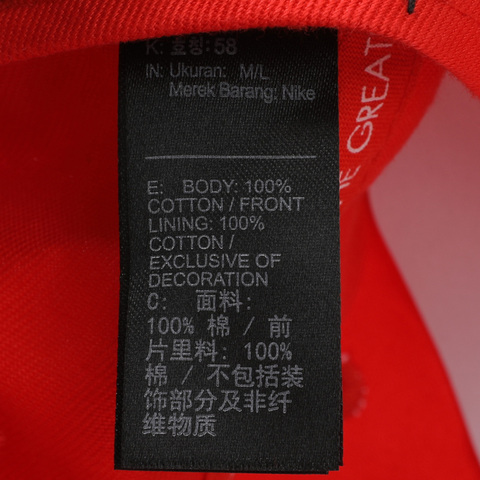 K: 호칭: 58
IN: Ukuran: M/L
Merek Barang: Nike
E: BODY: 100%
COTTON / FRONT
LINING: 100%
COTTON /
EXCLUSIVE OF
DECORATION
C: 面料:
100% 棉 / 前
片里料: 100%
棉 / 不包括装
饰部分及非纤
维物质
GREAT